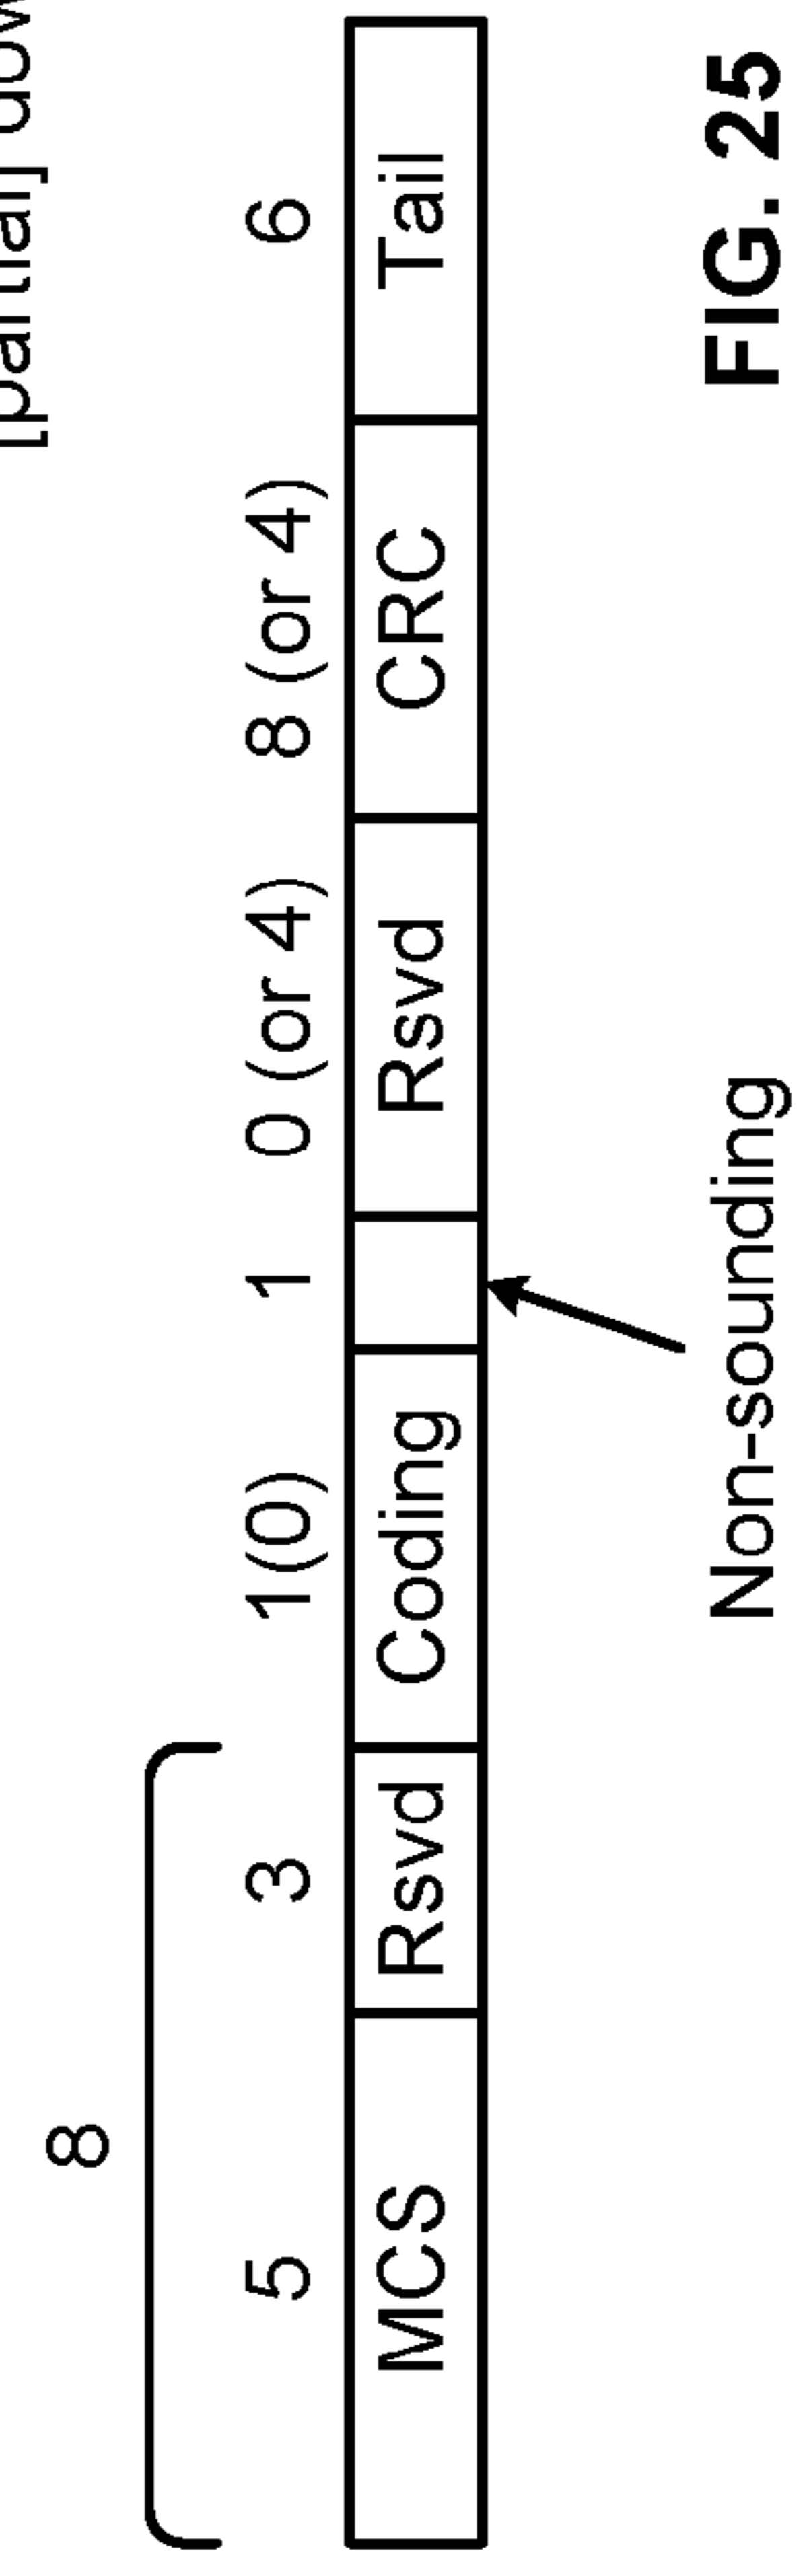 [partial]
8
5 3 1(0) 1 0 (or 4) 8 (or 4) 6
MCS Rsvd Coding Rsvd CRC Tail
Non-sounding
FIG. 25